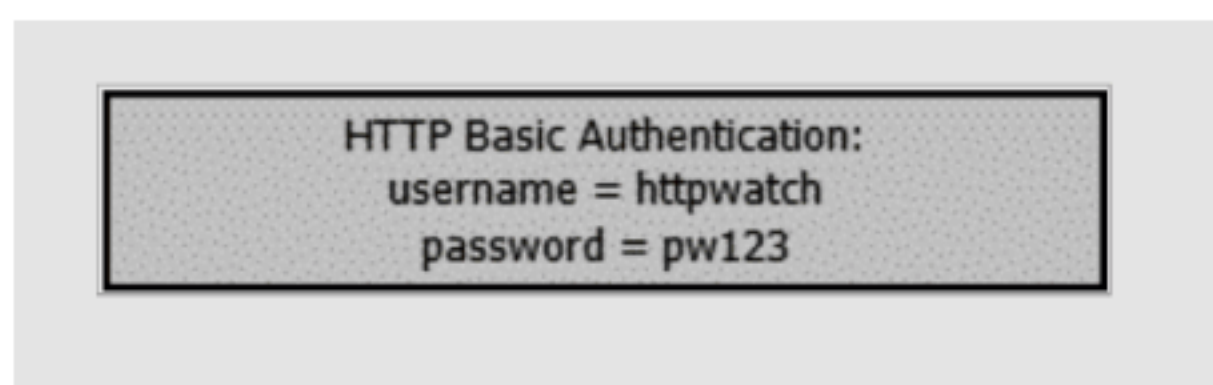 HTTP Basic Authentication:
username = httpwatch
password = pw123